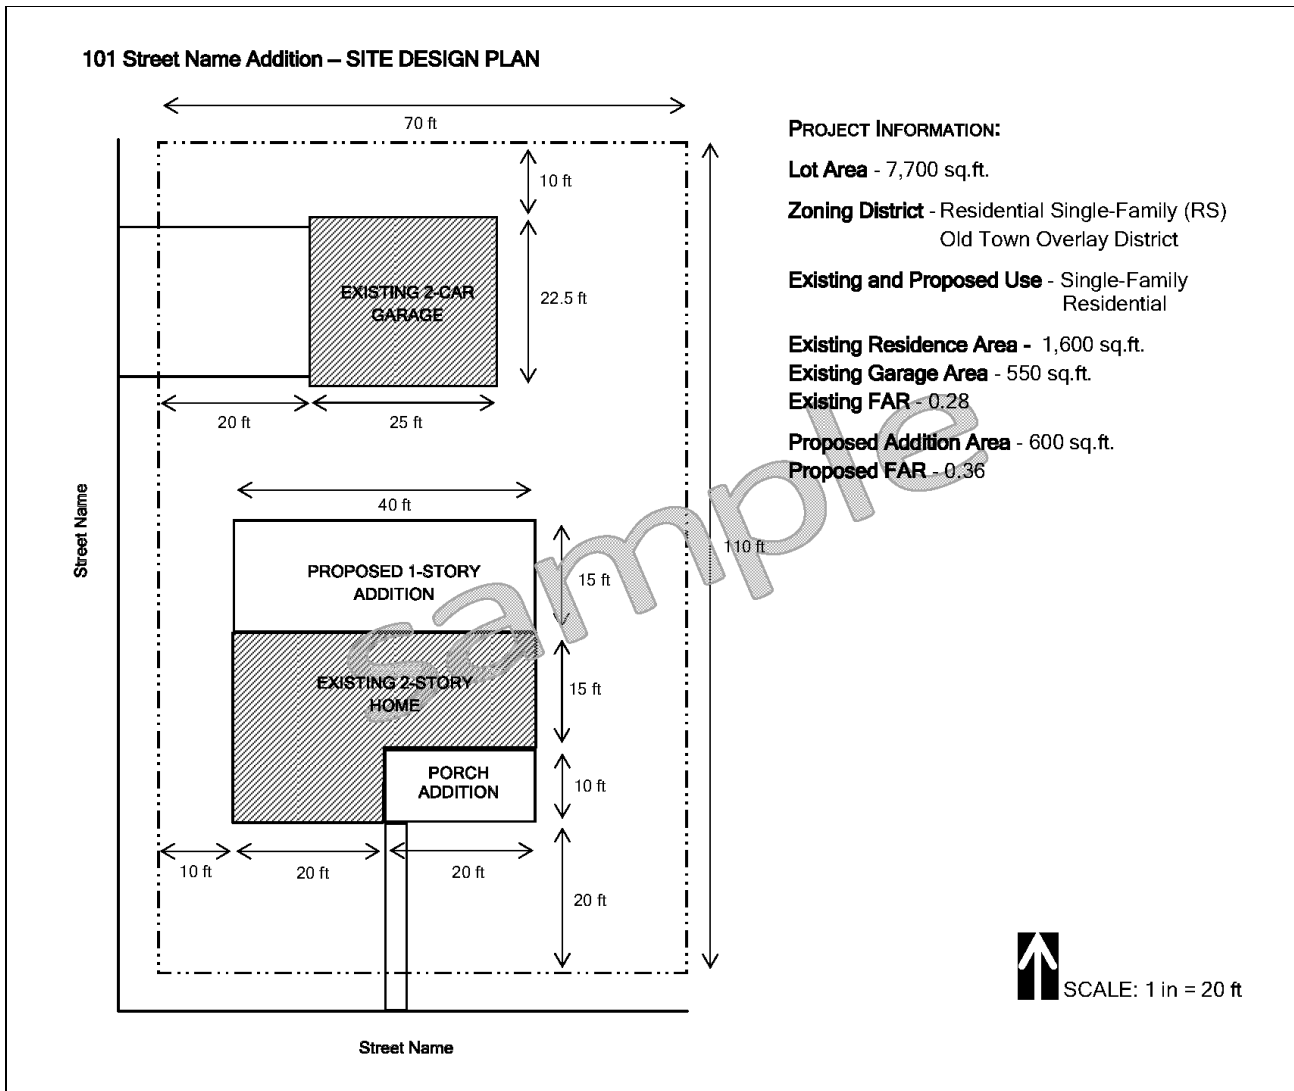 101 Street Name Addition – SITE DESIGN PLAN
70 ft
10 ft
EXISTING 2-CAR
GARAGE
22.5 ft
20 ft
25 ft
40 ft
PROPOSED 1-STORY
ADDITION
15 ft
110 ft
EXISTING 2-STORY
HOME
15 ft
PORCH
ADDITION
10 ft
10 ft
20 ft
20 ft
20 ft
Street Name
Street Name
PROJECT INFORMATION:
Lot Area - 7,700 sq.ft.
Zoning District - Residential Single-Family (RS)
Old Town Overlay District
Existing and Proposed Use - Single-Family
Residential
Existing Residence Area - 1,600 sq.ft.
Existing Garage Area - 550 sq.ft.
Existing FAR - 0.28
Proposed Addition Area - 600 sq.ft.
Proposed FAR - 0.36
sample
SCALE: 1 in = 20 ft